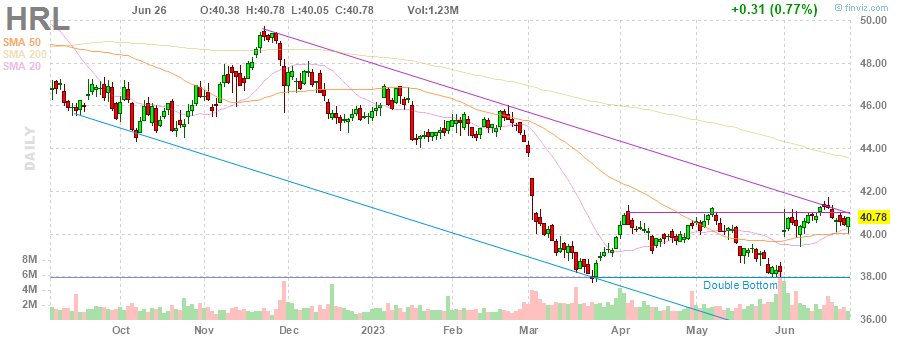 HRL
Jun 26 O:40.38 H:40.78 L:40.05 C:40.78 Vol:1.23M
+0.31 (0.77%)
© finviz.com
SMA 50
SMA 200
SMA 20
DAILY
50.00
48.00
46.00
44.00
42.00
40.78
40.00
38.00
36.00
8M
6M
4M
2M
Double Bottom
Oct Nov Dec 2023 Feb Mar Apr May Jun